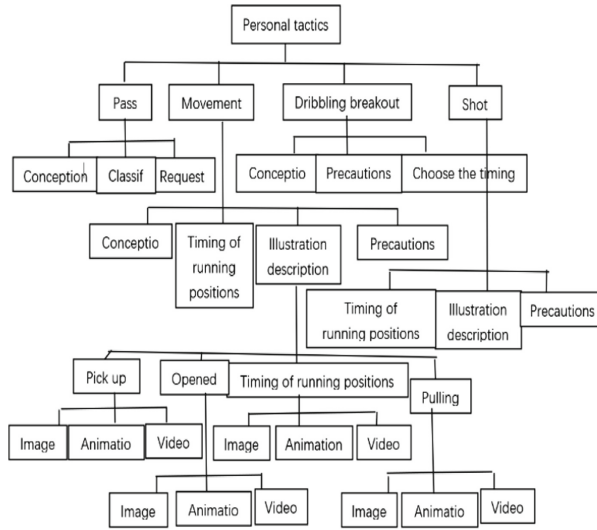 Personal tactics
Pass
Movement
Dribbling breakout
Shot
Conception
Classif
Request
Conceptio
Precautions
Choose the timing
Conceptio
Timing of
running
positions
Illustration
description
Precautions
Timing of
running positions
Illustration
description
Precautions
Pick up
Opened
Timing of running positions
Pulling
Image
Animatio
Video
Image
Animation
Video
Image
Animatio
Video
Image
Animatio
Video